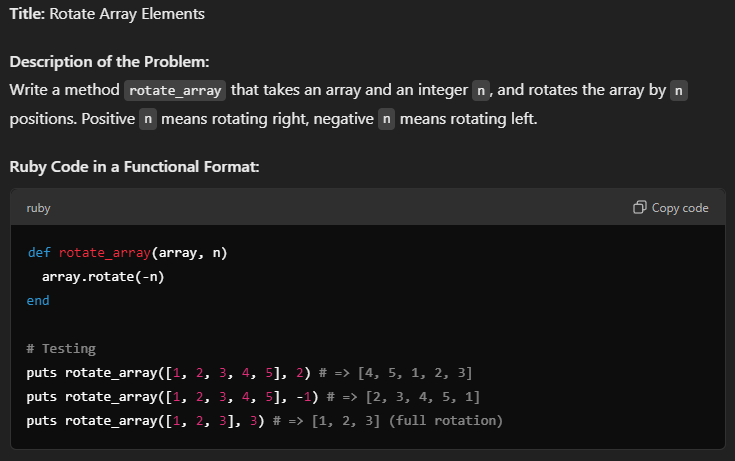 Title: Rotate Array Elements
Description of the Problem:
Write a method rotate_array that takes an array and an integer n, and rotates the array by n
positions. Positive n means rotating right, negative n means rotating left.
Ruby Code in a Functional Format:
ruby
Copy code
def rotate_array(array, n)
  array.rotate(-n)
end

# Testing
puts rotate_array([1, 2, 3, 4, 5], 2) # => [4, 5, 1, 2, 3]
puts rotate_array([1, 2, 3, 4, 5], -1) # => [2, 3, 4, 5, 1]
puts rotate_array([1, 2, 3], 3) # => [1, 2, 3] (full rotation)